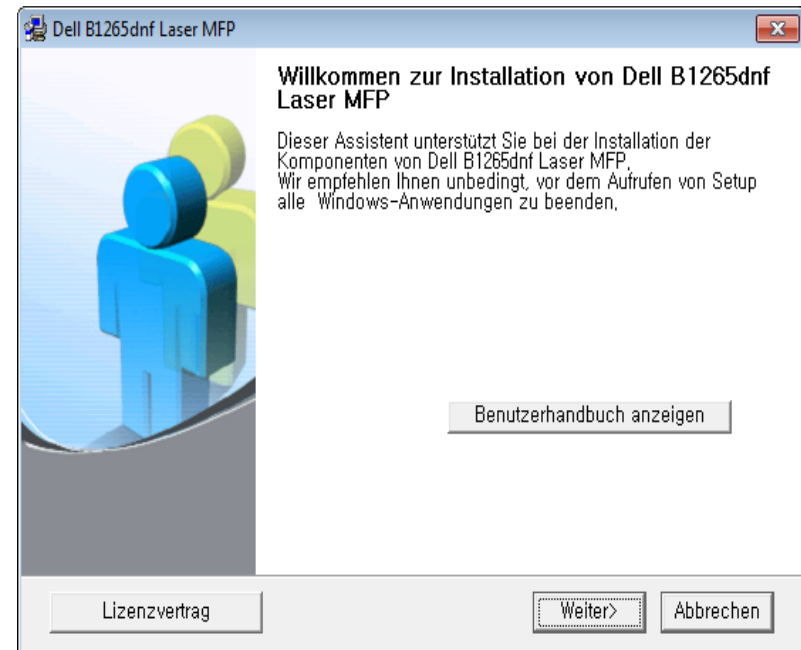 Dell B1265dnf Laser MFP
Willkommen zur Installation von Dell B1265dnf
Laser MFP
Dieser Assistent unterstützt Sie bei der Installation der
Komponenten von Dell B1265dnf Laser MFP.
Wir empfehlen Ihnen unbedingt, vor dem Aufrufen von Setup
alle Windows-Anwendungen zu beenden.
Benutzerhandbuch anzeigen
Lizenzvertrag
Weiter>
Abbrechen